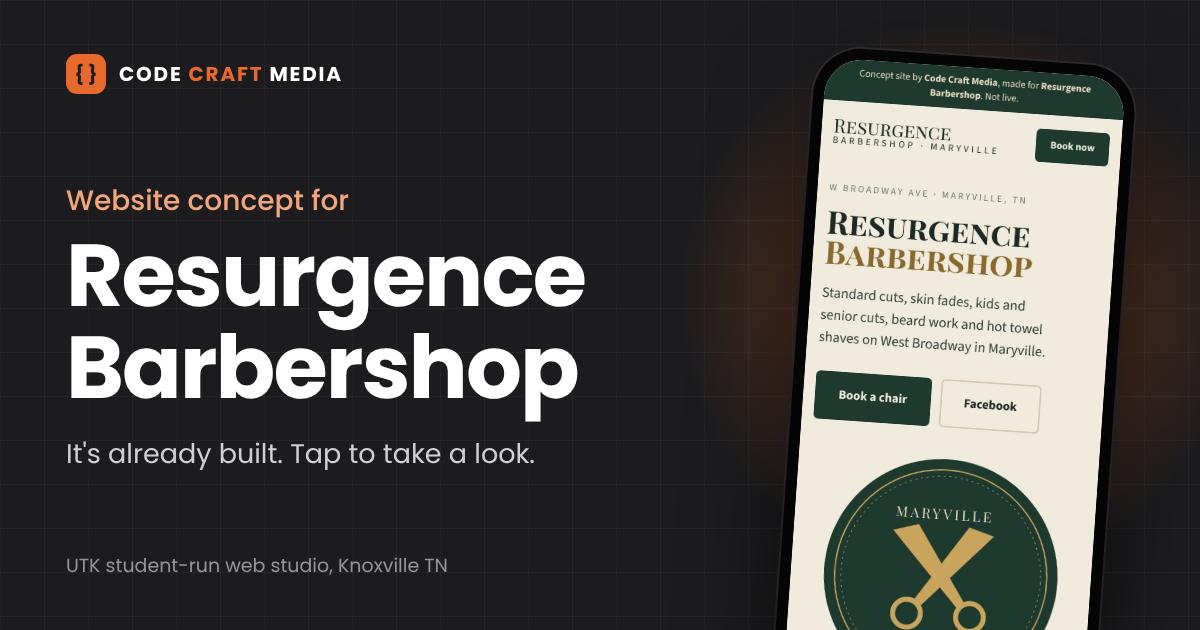 { } CODE CRAFT MEDIA
Website concept for
Resurgence
Barbershop
It's already built. Tap to take a look.
UTK student-run web studio, Knoxville TN
Concept site by Code Craft Media, made for Resurgence
Barbershop. Not live.
RESURGENCE
BARBERSHOP · MARYVILLE
Book now
W BROADWAY AVE · MARYVILLE, TN
RESURGENCE
BARBERSHOP
Standard cuts, skin fades, kids and
senior cuts, beard work and hot towel
shaves on West Broadway in Maryville.
Book a chair
Facebook
MARYVILLE